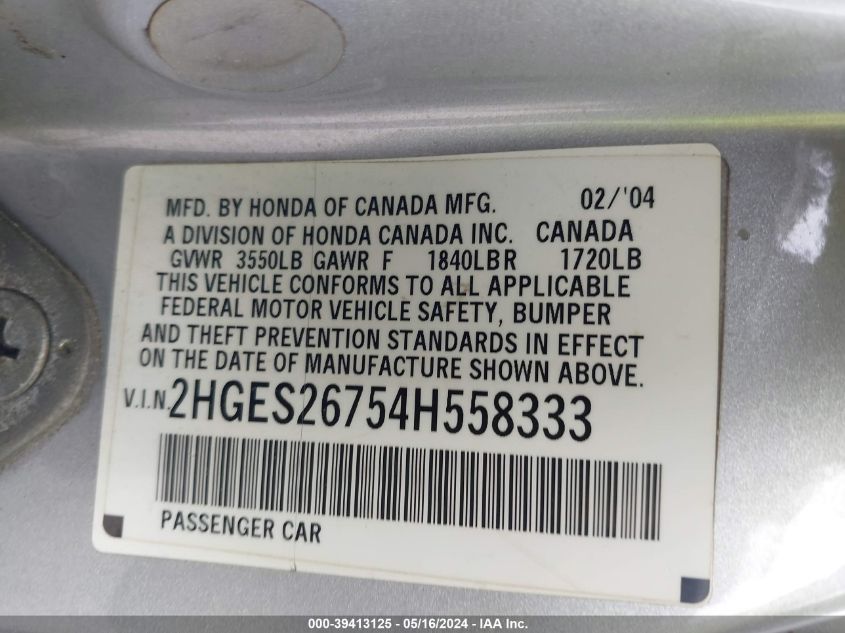 MFD. BY HONDA OF CANADA MFG. 02/'04
A DIVISION OF HONDA CANADA INC. CANADA
GVWR 3550LB GAWR F 1840LBR 1720LB
THIS VEHICLE CONFORMS TO ALL APPLICABLE
FEDERAL MOTOR VEHICLE SAFETY, BUMPER
AND THEFT PREVENTION STANDARDS IN EFFECT
ON THE DATE OF MANUFACTURE SHOWN ABOVE.
V.I.N. 2HGES26754H558333
PASSENGER CAR
000-39413125 - 05/16/2024 - IAA Inc.